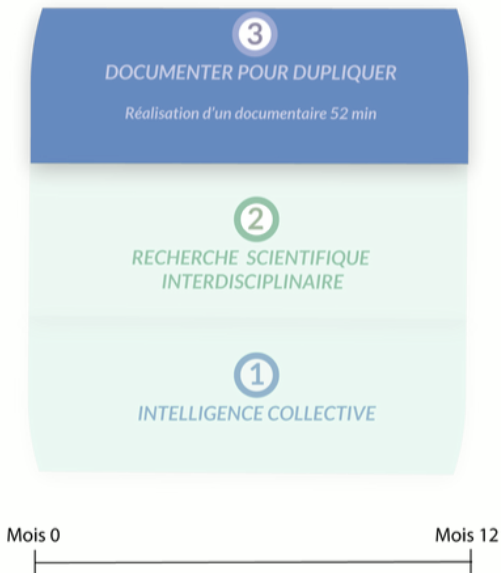 3
DOCUMENTER POUR DUPLIQUER
Réalisation d'un documentaire 52 min
2
RECHERCHE SCIENTIFIQUE
INTERDISCIPLINAIRE
1
INTELLIGENCE COLLECTIVE
Mois 0
Mois 12